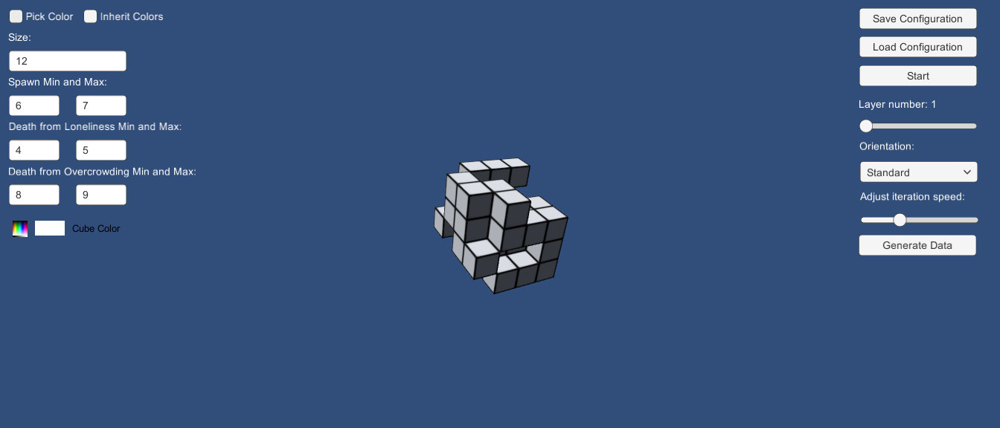 Pick Color
Inherit Colors
Size:
12
Spawn Min and Max:
6
7
Death from Loneliness Min and Max:
4
5
Death from Overcrowding Min and Max:
8
9
Cube Color
Save Configuration
Load Configuration
Start
Layer number: 1
Orientation:
Standard
Adjust iteration speed:
Generate Data